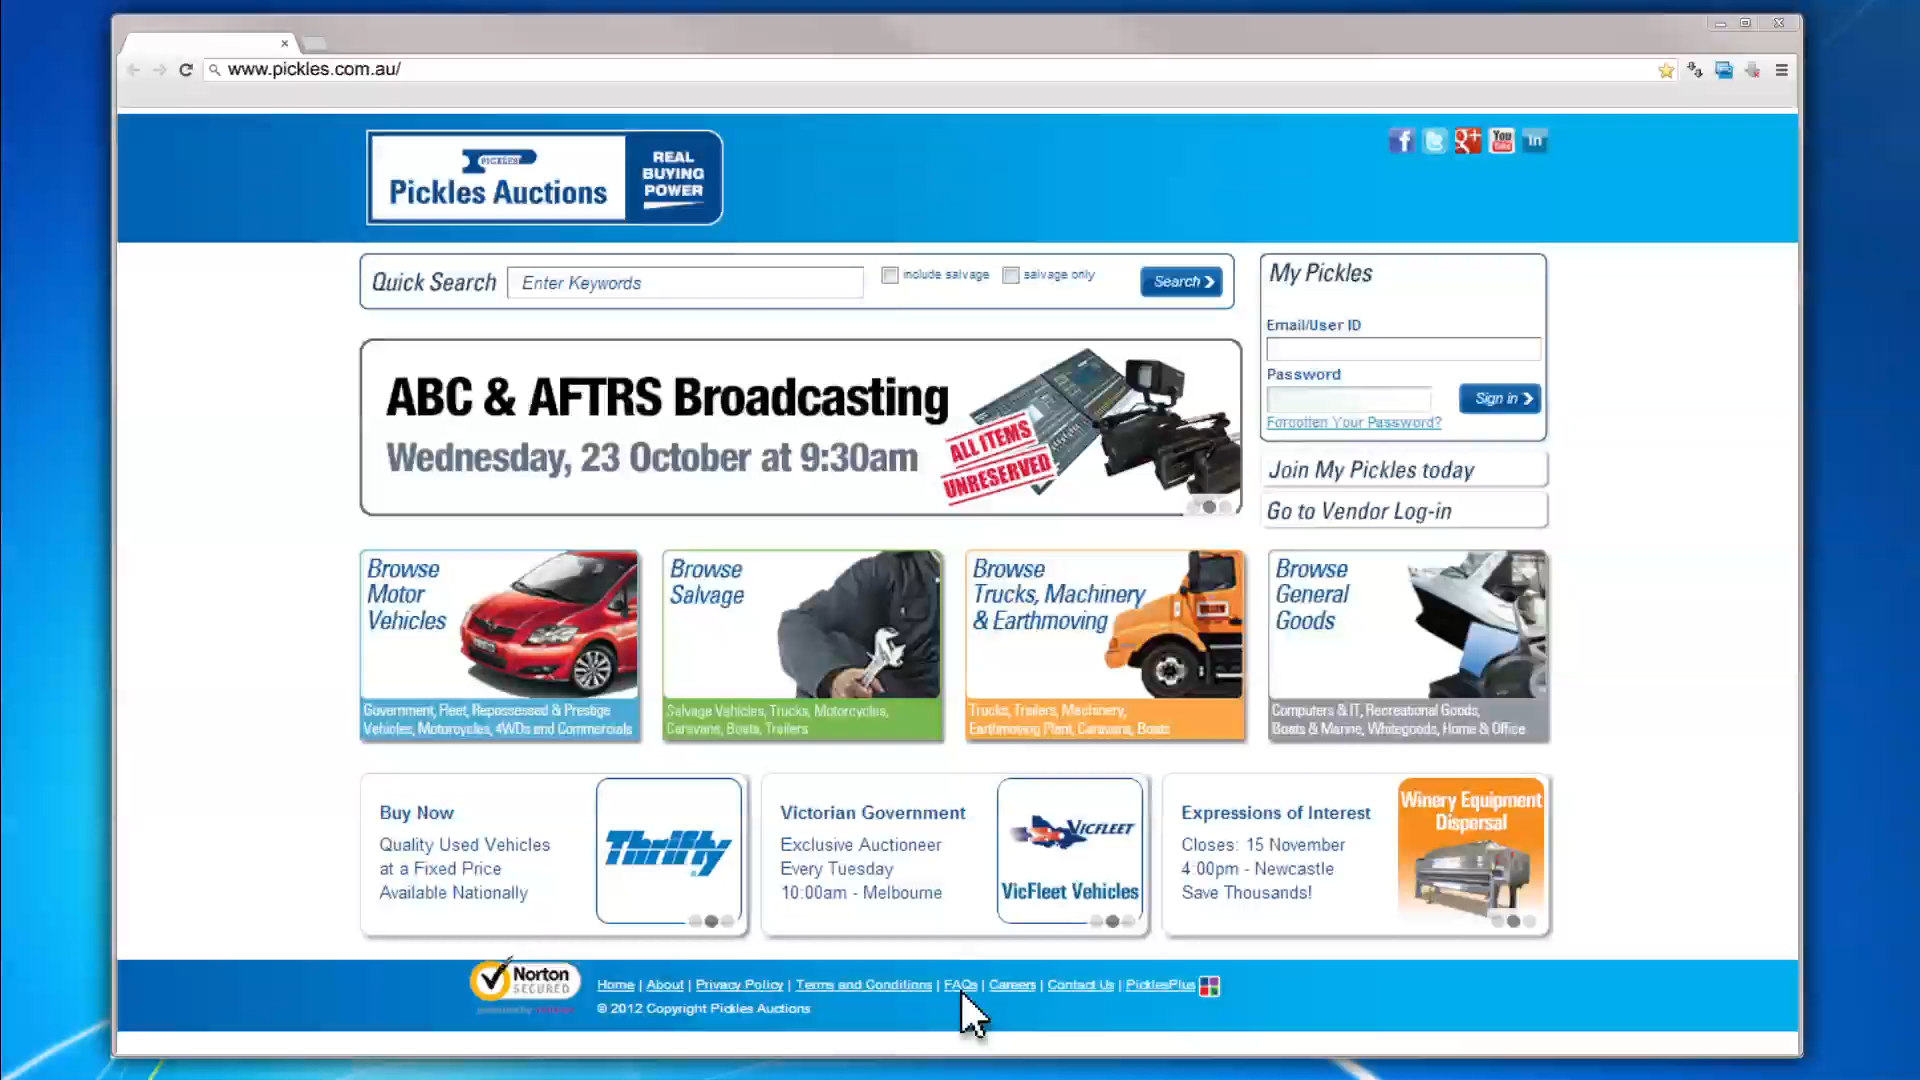 www.pickles.com.au/
PICKLES
Pickles Auctions
REAL
BUYING
POWER
You
in
Quick Search
Enter Keywords
include salvage
salvage only
Search
My Pickles
Email/User ID
Password
Sign in
Forgotten Your Password?
Join My Pickles today
Go to Vendor Log-in
ABC & AFTRS Broadcasting
Wednesday, 23 October at 9:30am
ALL ITEMS
UNRESERVED
Browse
Motor
Vehicles
Government, Fleet, Repossessed & Prestige
Vehicles, Motorcycles, 4WDs and Commercials
Browse
Salvage
Salvage Vehicles, Trucks, Motorcycles,
Caravans, Boats, Trailers
Browse
Trucks, Machinery
& Earthmoving
Trucks, Trailers, Machinery,
Earthmoving Plant, Caravans, Boats
Browse
General
Goods
Computers & IT, Recreational Goods,
Boats & Marine, Whitegoods, Home & Office
Buy Now
Quality Used Vehicles
at a Fixed Price
Available Nationally
Thrifty
Victorian Government
Exclusive Auctioneer
Every Tuesday
10:00am - Melbourne
VICFLEET
VicFleet Vehicles
Expressions of Interest
Closes: 15 November
4:00pm - Newcastle
Save Thousands!
Winery Equipment
Dispersal
Norton
SECURED
powered by
Home | About | Privacy Policy | Terms and Conditions | FAQs | Careers | Contact Us | PicklesPlus
© 2012 Copyright Pickles Auctions